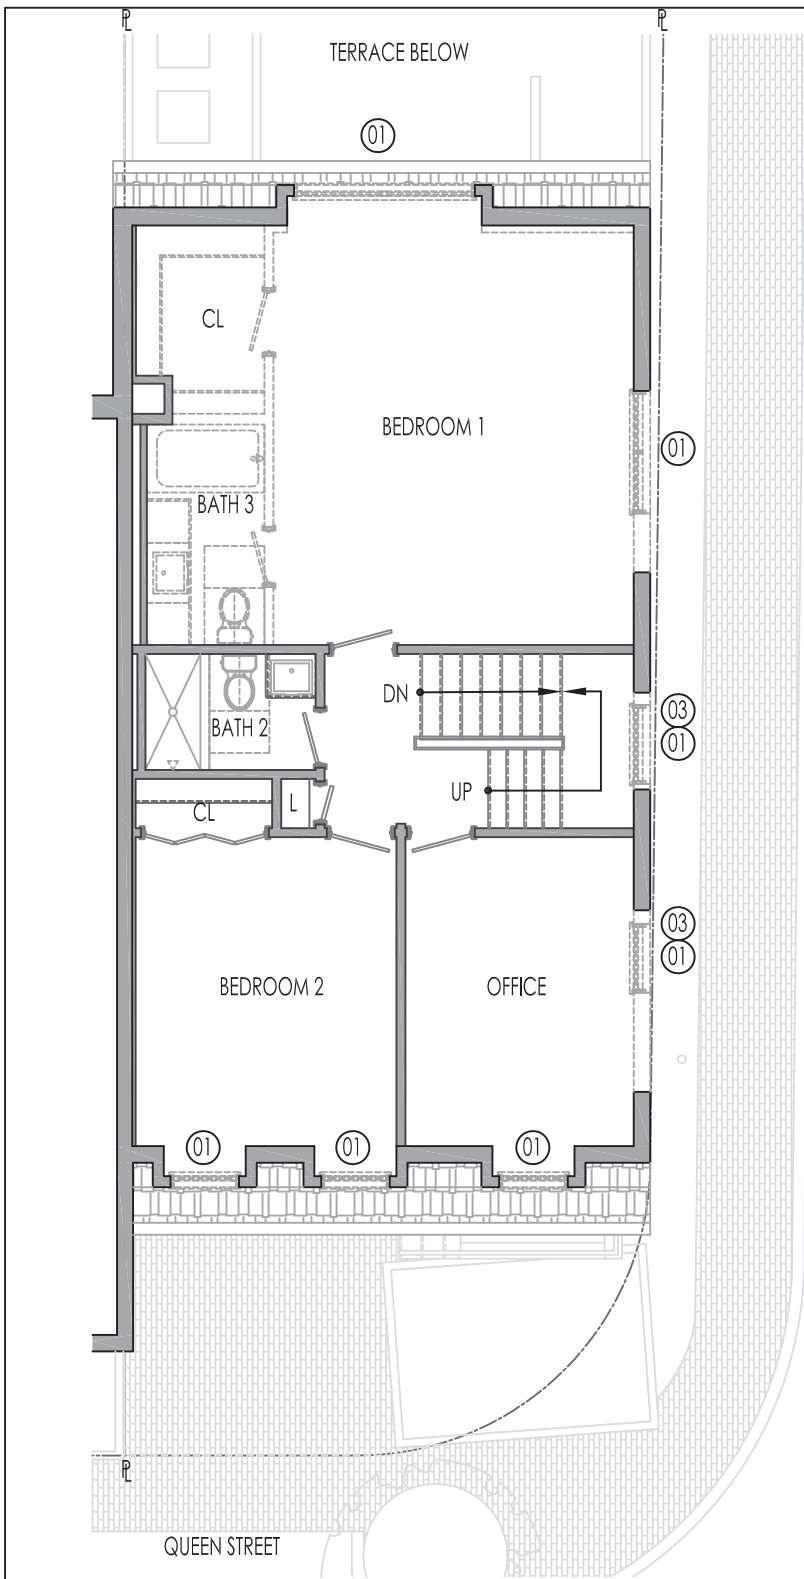 PL PL
TERRACE BELOW
01
CL
BEDROOM 1
01
BATH 3
DN
03
BATH 2
01
UP
L
CL
03
01
BEDROOM 2
OFFICE
01
01
01
PL
QUEEN STREET